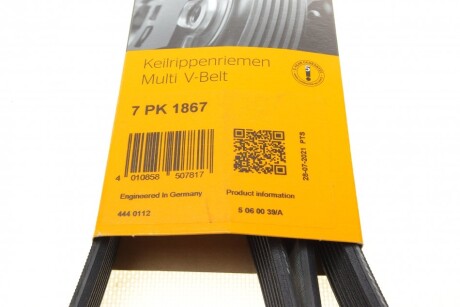 Keilrippenriemen
Multi V-Belt
7 PK 1867
28-07-2021 PTS
4 010858 507817
Engineered in Germany
Product information
444 0112
5 06 00 39/A